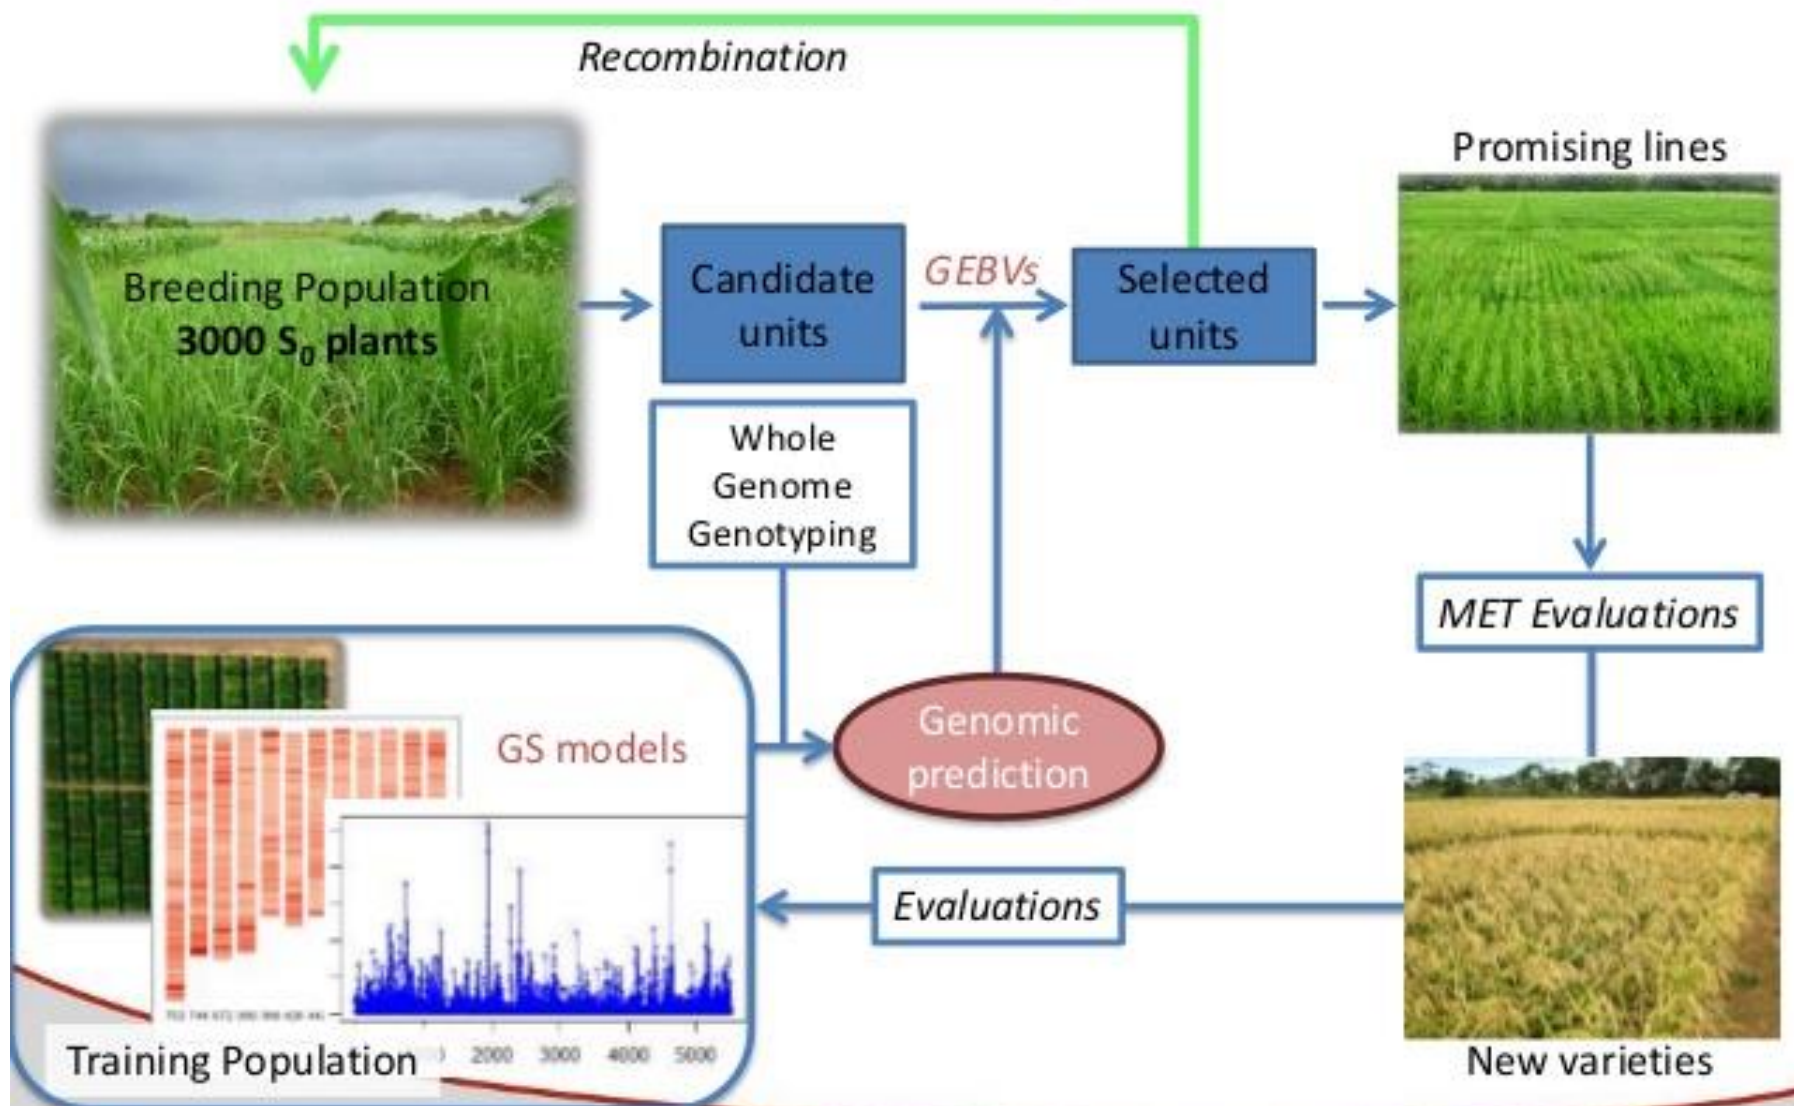 Recombination
Promising lines
Breeding Population
3000 S₀ plants
Candidate
units
GEBVs
Selected
units
Whole
Genome
Genotyping
MET Evaluations
GS models
Genomic
prediction
Evaluations
2000 3000 4000 5000
Training Population
New varieties